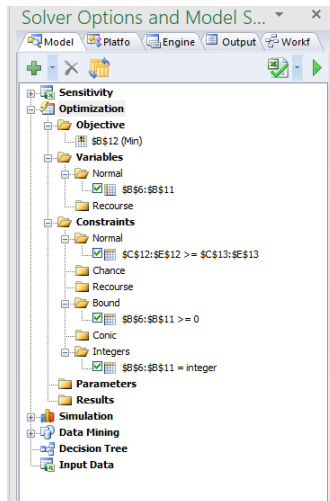 Solver Options and Model S...
Model Platfo Engine Output Workf
Sensitivity
Optimization
Objective
$B$12 (Min)
Variables
Normal
$B$6:$B$11
Recourse
Constraints
Normal
$C$12:$E$12 >= $C$13:$E$13
Chance
Recourse
Bound
$B$6:$B$11 >= 0
Conic
Integers
$B$6:$B$11 = integer
Parameters
Results
Simulation
Data Mining
Decision Tree
Input Data